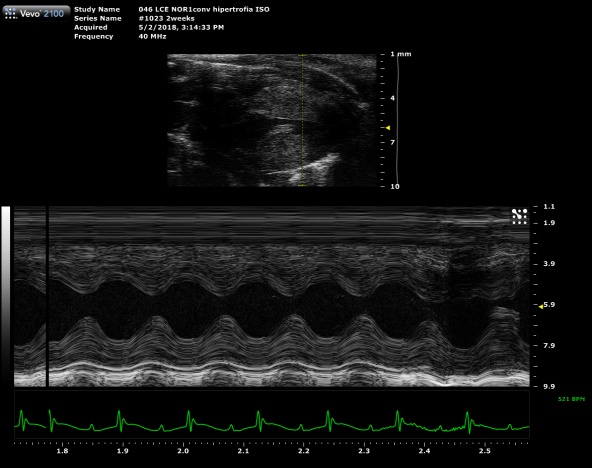 Vevo 2100
Study Name 046 LCE NOR1conv hipertrofia ISO
Series Name #1023 2weeks
Acquired 5/2/2018, 3:14:33 PM
Frequency 40 MHz
1 mm
4
7
10
1.1
1.9
3.9
5.9
7.9
9.9
521 BPM
1.8 1.9 2.0 2.1 2.2 2.3 2.4 2.5